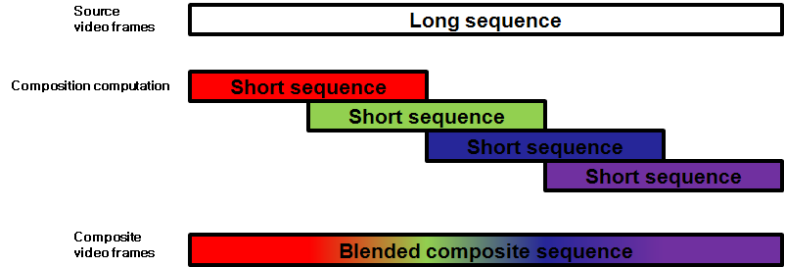 Source
video frames
Long sequence
Composition computation
Short sequence
Short sequence
Short sequence
Short sequence
Composite
video frames
Blended composite sequence